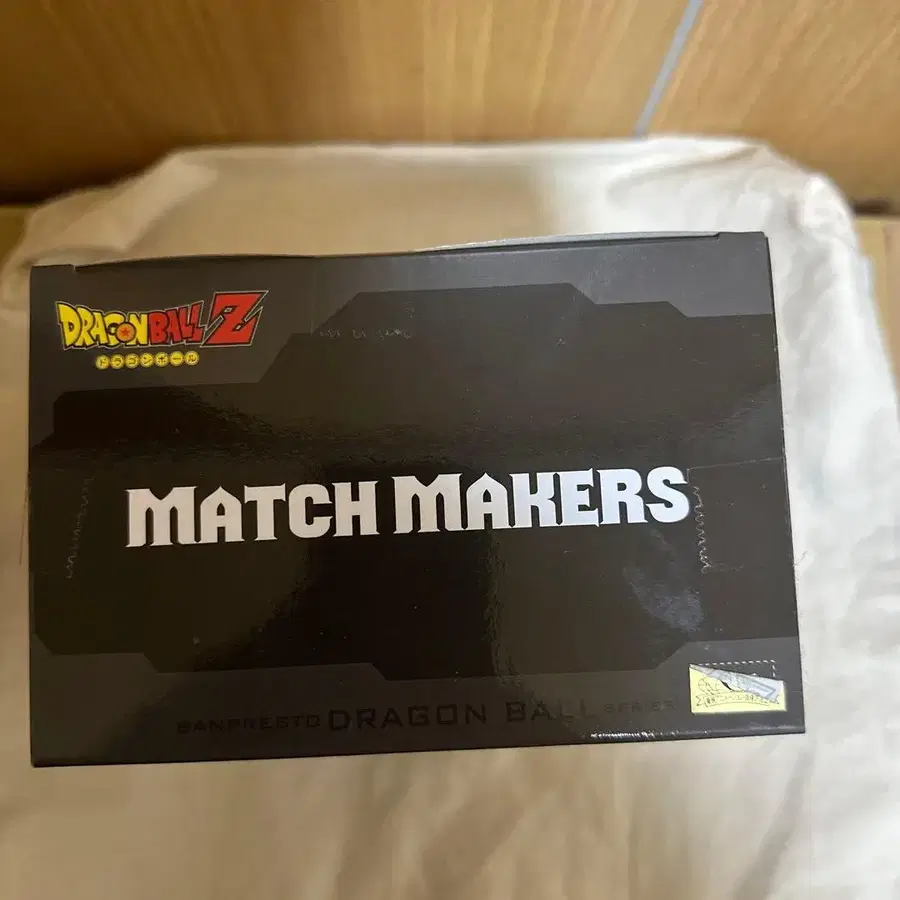 DRAGON BALL Z
ドラゴンボール
MATCH MAKERS
BANPRESTO DRAGON BALL SERIES